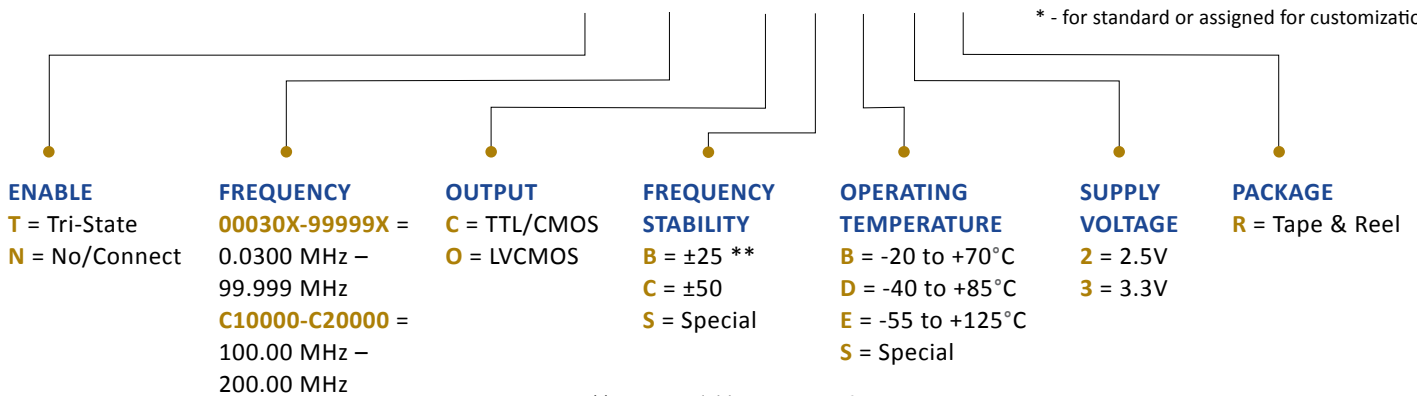 * - for standard or assigned for
ENABLE
T = Tri-State
N = No/Connect
FREQUENCY
00030X-99999X =
0.0300 MHz –
99.999 MHz
C10000-C20000 =
100.00 MHz –
200.00 MHz
OUTPUT
C = TTL/CMOS
O = LVCMOS
FREQUENCY
STABILITY
B = ±25 **
C = ±50
S = Special
OPERATING
TEMPERATURE
B = -20 to +70°C
D = -40 to +85°C
E = -55 to +125°C
S = Special
SUPPLY
VOLTAGE
2 = 2.5V
3 = 3.3V
PACKAGE
R = Tape & Reel